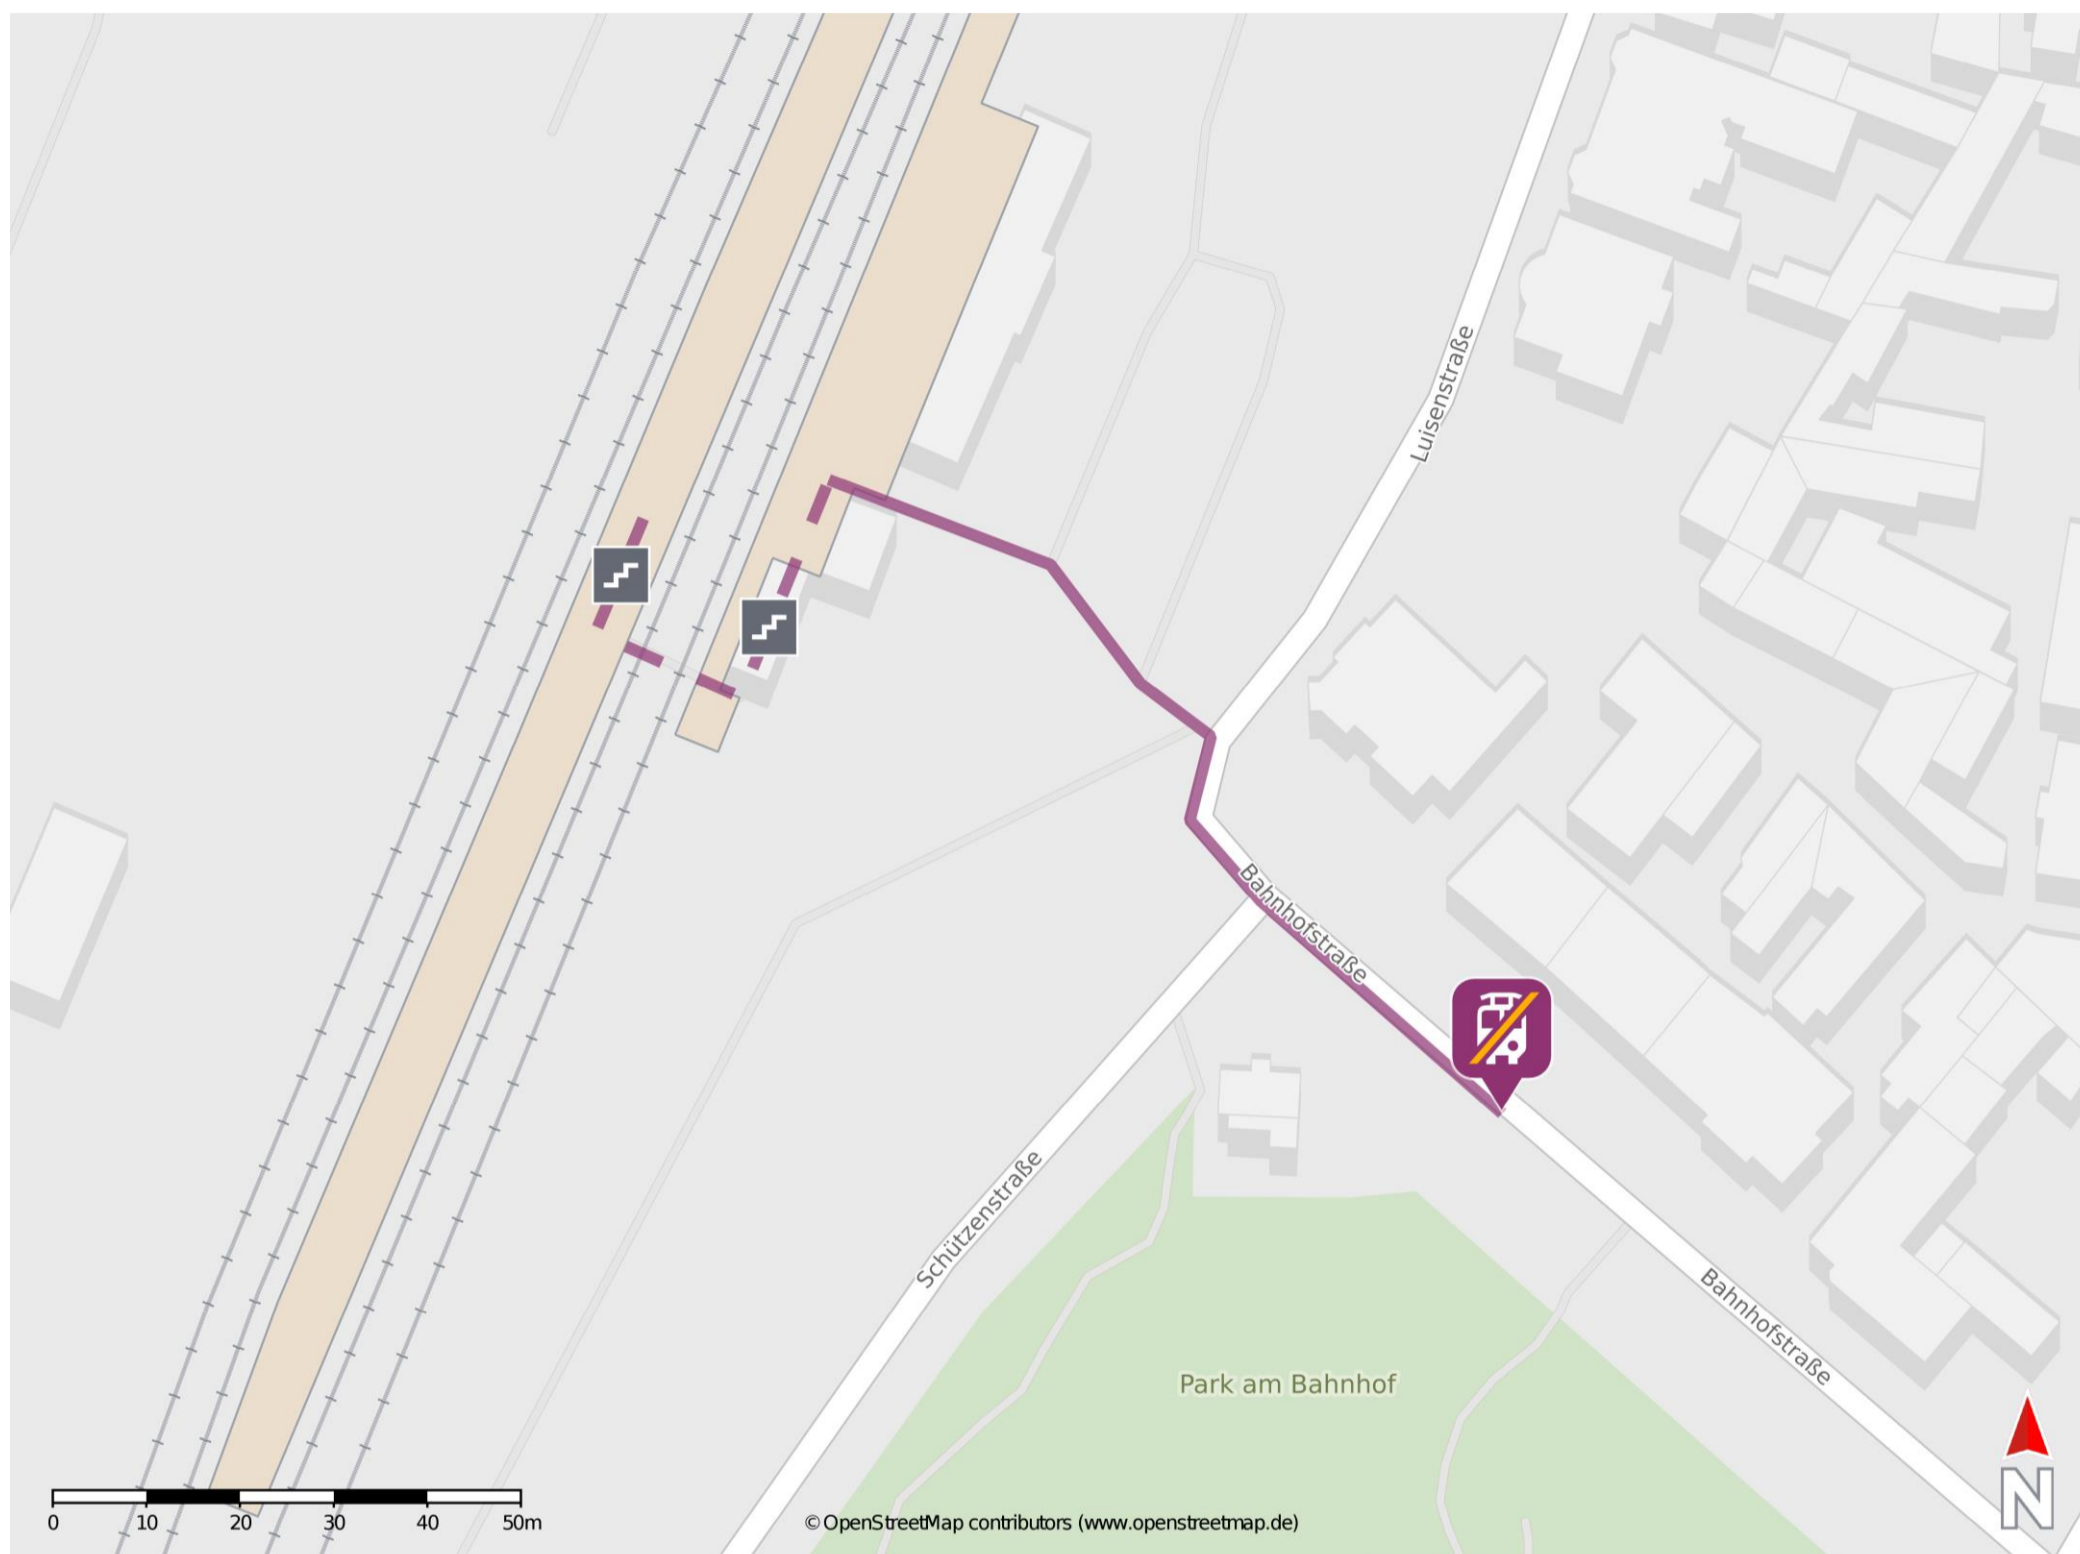 Luisenstraße
Bahnhofstraße
Schützenstraße
Bahnhofstraße
Park am Bahnhof
N
0 10 20 30 40 50m
© OpenStreetMap contributors (www.openstreetmap.de)